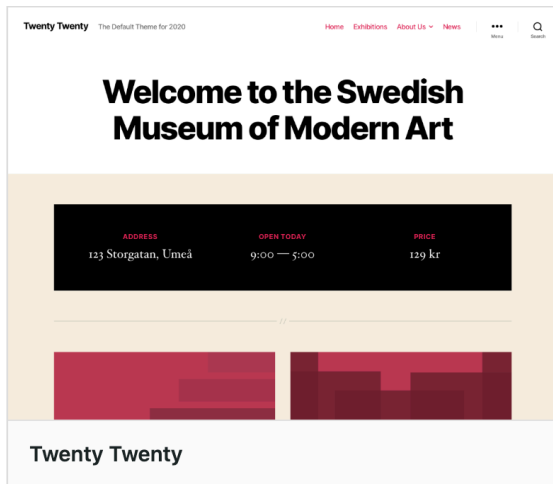 Twenty Twenty The Default Theme for 2020 Home Exhibitions About Us News
Menu Search
Welcome to the Swedish
Museum of Modern Art
ADDRESS OPEN TODAY PRICE
123 Storgatan, Umeå 9:00 — 5:00 129 kr
//
Twenty Twenty